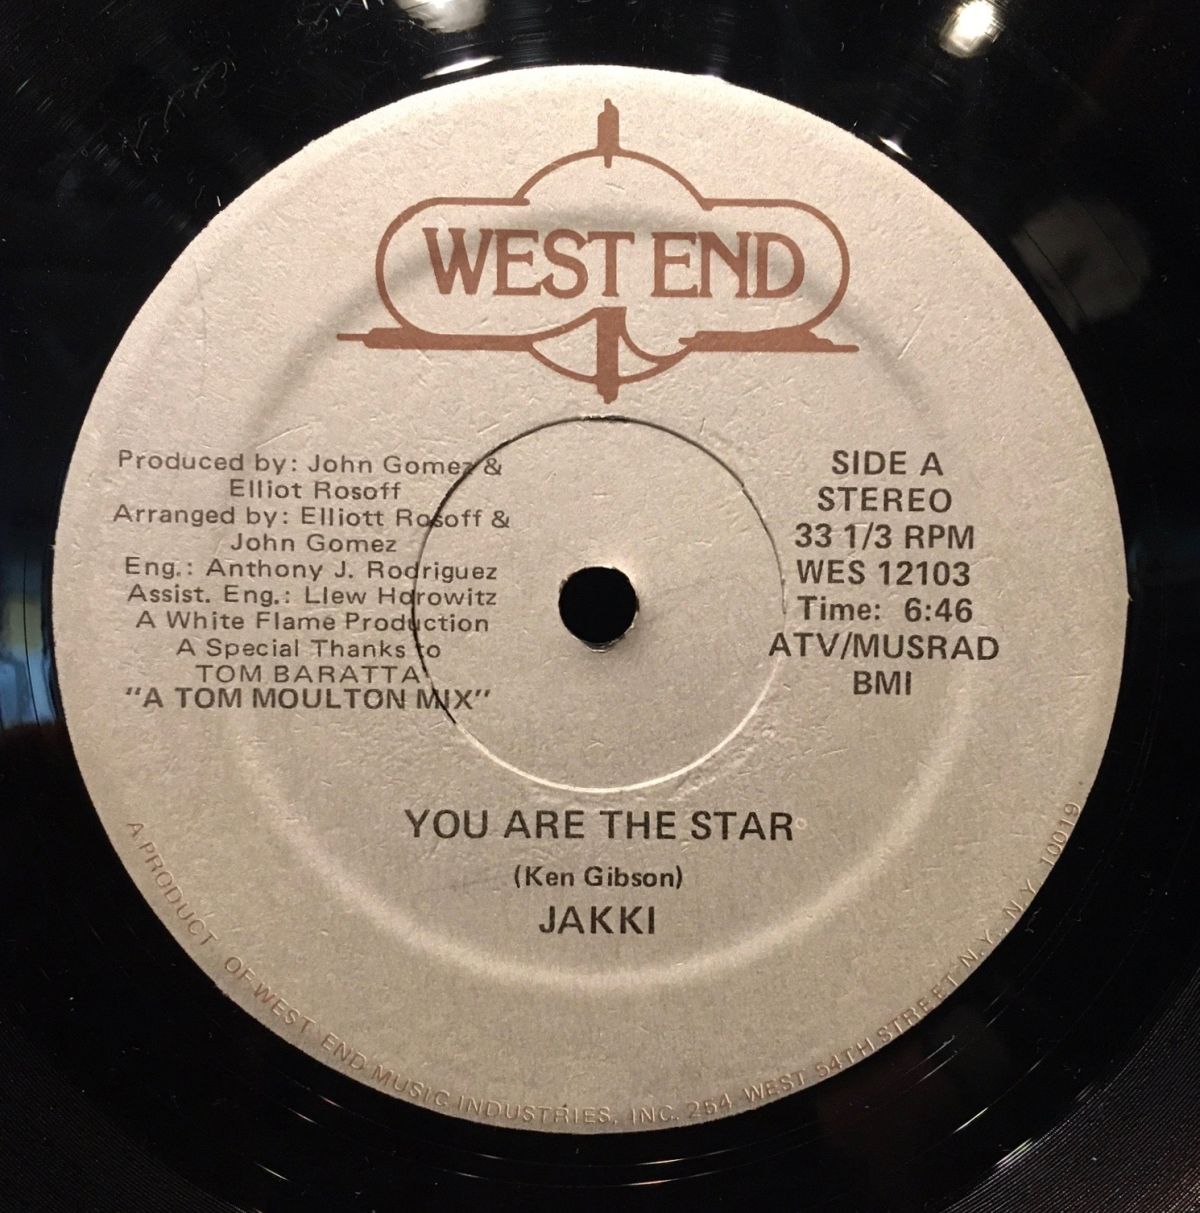 WEST END
Produced by: John Gomez &
Elliot Rosoff
Arranged by: Elliott Rosoff &
John Gomez
Eng.: Anthony J. Rodriguez
Assist. Eng.: Llew Horowitz
A White Flame Production
A Special Thanks to
TOM BARATTA
"A TOM MOULTON MIX"
SIDE A
STEREO
33 1/3 RPM
WES 12103
Time: 6:46
ATV/MUSRAD
BMI
YOU ARE THE STAR
(Ken Gibson)
JAKKI
A PRODUCT OF WEST END MUSIC INDUSTRIES, INC. 254 WEST 54TH STREET N.Y., N.Y. 10019